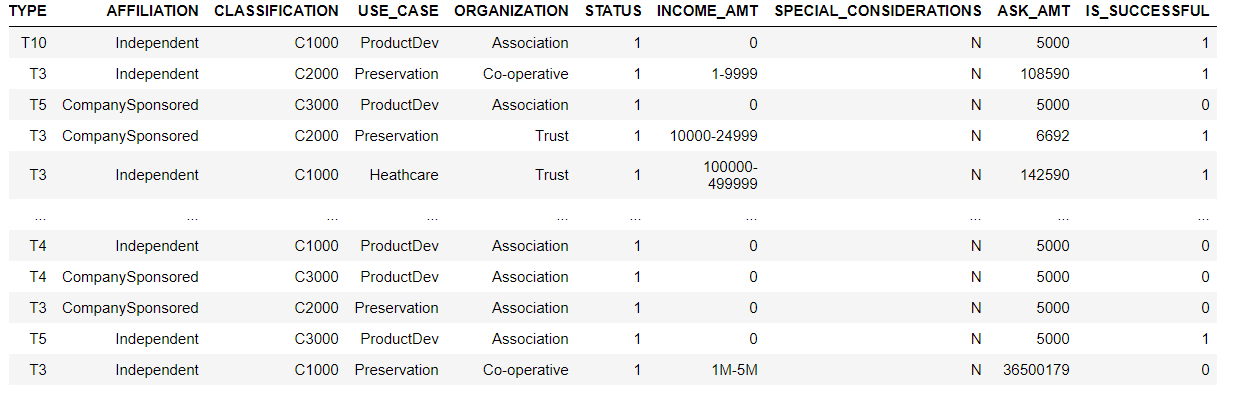 TYPE AFFILIATION CLASSIFICATION USE_CASE ORGANIZATION STATUS INCOME_AMT SPECIAL_CONSIDERATIONS ASK_AMT IS_SUCCESSFUL
T10 Independent C1000 ProductDev Association 1 0 N 5000 1
T3 Independent C2000 Preservation Co-operative 1 1-9999 N 108590 1
T5 CompanySponsored C3000 ProductDev Association 1 0 N 5000 0
T3 CompanySponsored C2000 Preservation Trust 1 10000-24999 N 6692 1
T3 Independent C1000 Heathcare Trust 1 100000-
499999 N 142590 1
... ... ... ... ... ... ... ... ... ...
T4 Independent C1000 ProductDev Association 1 0 N 5000 0
T4 CompanySponsored C3000 ProductDev Association 1 0 N 5000 0
T3 CompanySponsored C2000 Preservation Association 1 0 N 5000 0
T5 Independent C3000 ProductDev Association 1 0 N 5000 1
T3 Independent C1000 Preservation Co-operative 1 1M-5M N 36500179 0